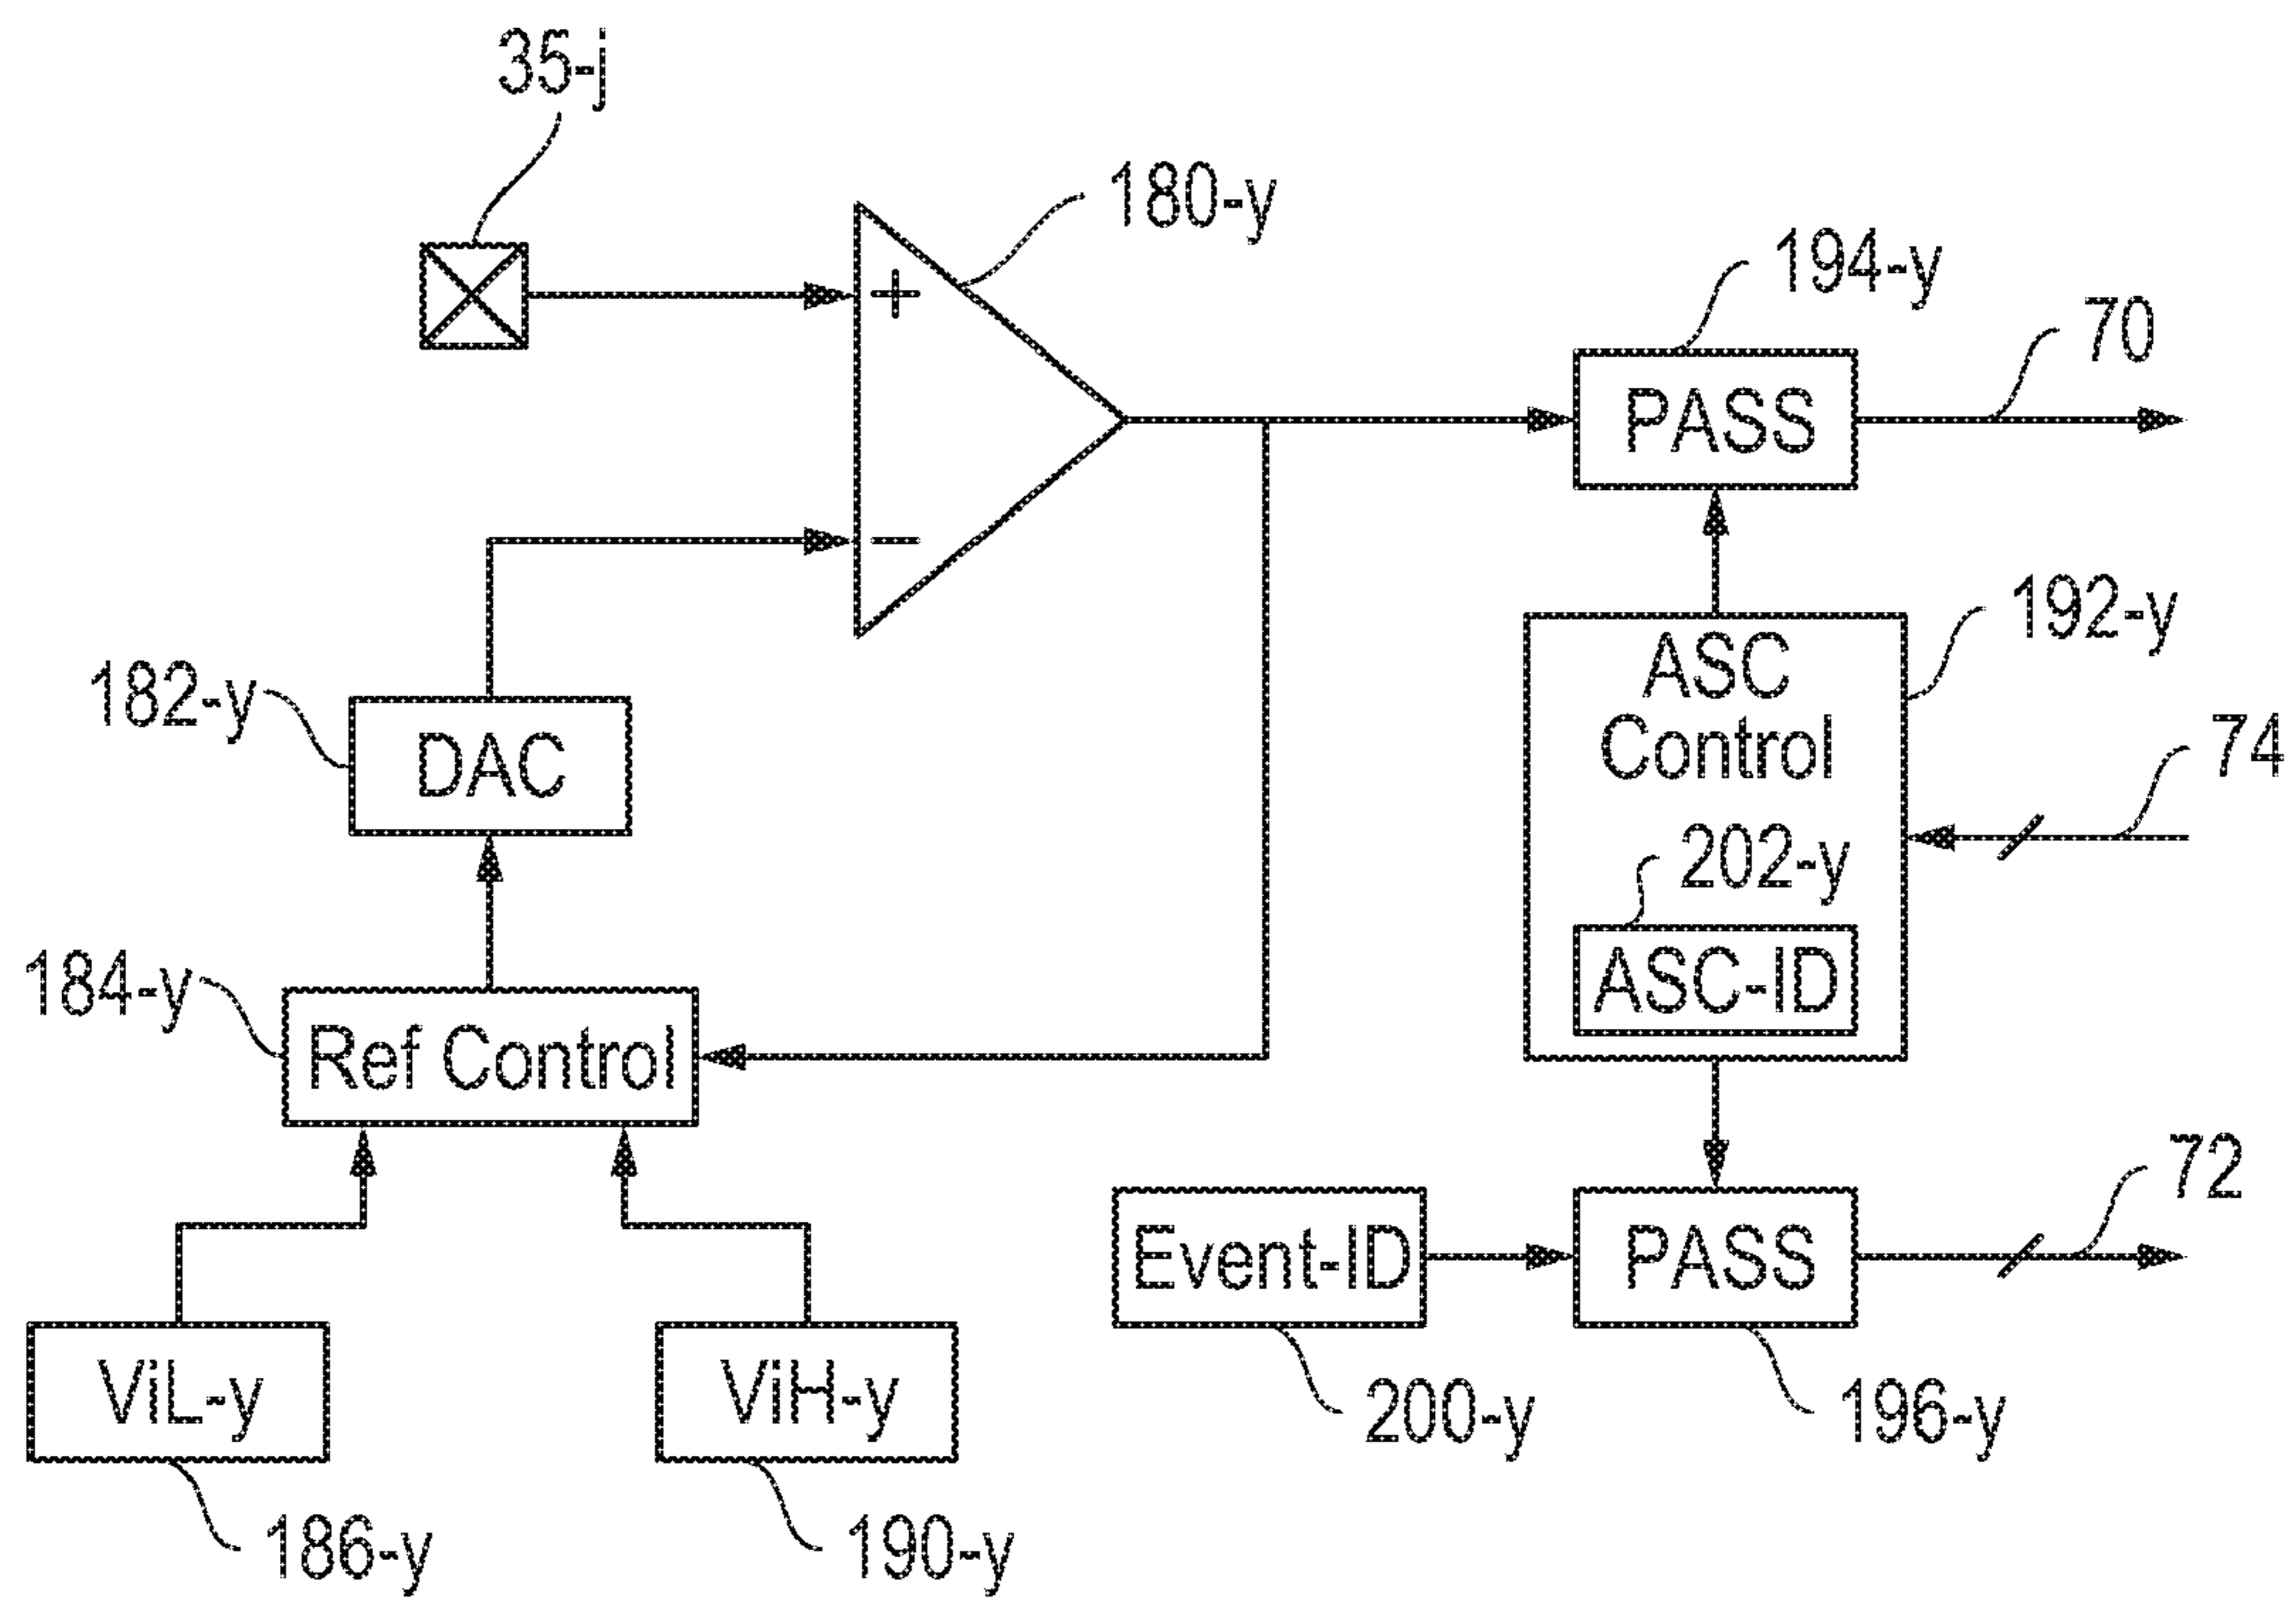 35-j
180-y
+
194-y
70
PASS
−
192-y
ASC
Control
182-y
DAC
74
202-y
ASC-ID
184-y
Ref Control
72
Event-ID
PASS
ViL-y
ViH-y
200-y
196-y
186-y
190-y